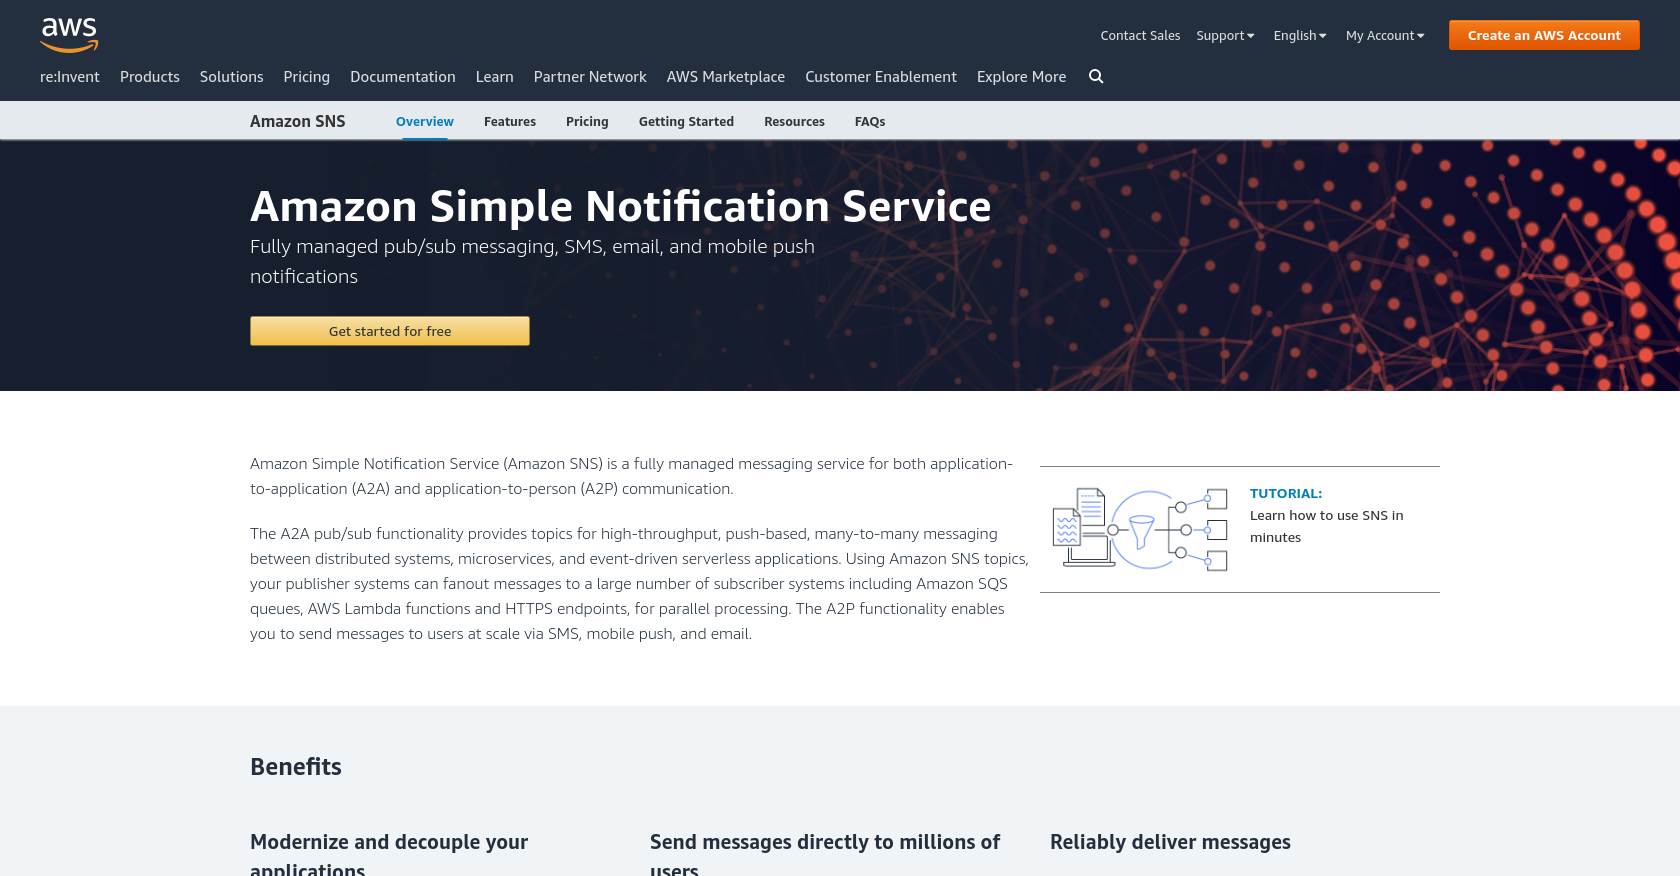 aws
Contact Sales Support English My Account Create an AWS Account
re:Invent Products Solutions Pricing Documentation Learn Partner Network AWS Marketplace Customer Enablement Explore More
Amazon SNS Overview Features Pricing Getting Started Resources FAQs
Amazon Simple Notification Service
Fully managed pub/sub messaging, SMS, email, and mobile push
notifications
Get started for free
Amazon Simple Notification Service (Amazon SNS) is a fully managed messaging service for both application-
to-application (A2A) and application-to-person (A2P) communication.
The A2A pub/sub functionality provides topics for high-throughput, push-based, many-to-many messaging
between distributed systems, microservices, and event-driven serverless applications. Using Amazon SNS topics,
your publisher systems can fanout messages to a large number of subscriber systems including Amazon SQS
queues, AWS Lambda functions and HTTPS endpoints, for parallel processing. The A2P functionality enables
you to send messages to users at scale via SMS, mobile push, and email.
TUTORIAL:
Learn how to use SNS in
minutes
Benefits
Modernize and decouple your
applications
Send messages directly to millions of
users
Reliably deliver messages